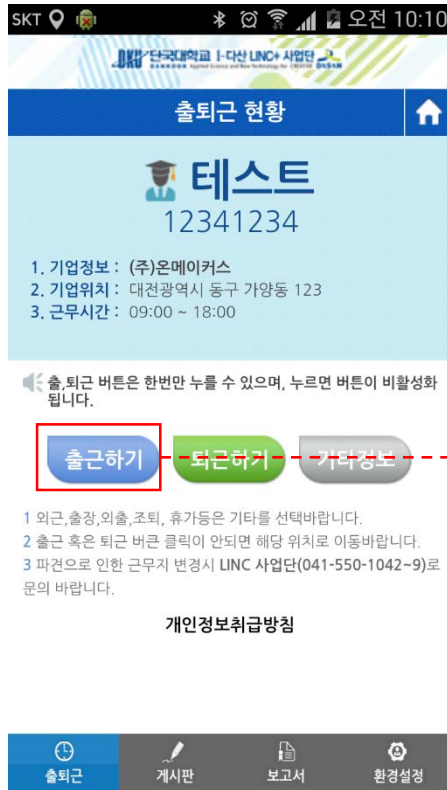 SKT 오전 10:10
DKU 단국대학교 I-다산 LINC+ 사업단
출퇴근 현황
테스트
12341234
1. 기업정보 : (주)온메이커스
2. 기업위치 : 대전광역시 동구 가양동 123
3. 근무시간 : 09:00 ~ 18:00
출,퇴근 버튼은 한번만 누를 수 있으며, 누르면 버튼이 비활성화
됩니다.
출근하기 퇴근하기 기타정보
1 외근,출장,외출,조퇴, 휴가등은 기타를 선택바랍니다.
2 출근 혹은 퇴근 버큰 클릭이 안되면 해당 위치로 이동바랍니다.
3 파견으로 인한 근무지 변경시 LINC 사업단(041-550-1042~9)로
문의 바랍니다.
개인정보취급방침
출퇴근 게시판 보고서 환경설정